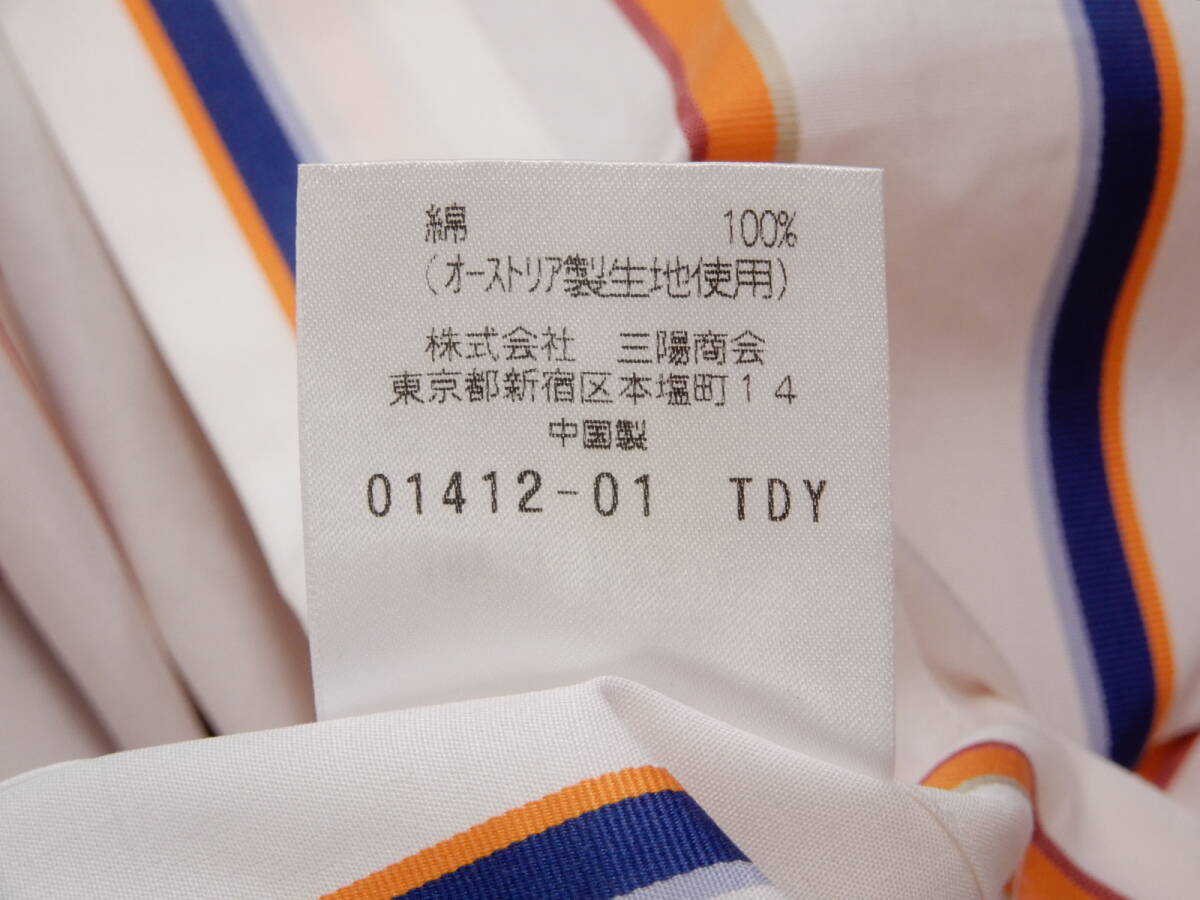 綿 100%
(オーストリア製生地使用)
株式会社 三陽商会
東京都新宿区本塩町14
中国製
01412-01 TDY